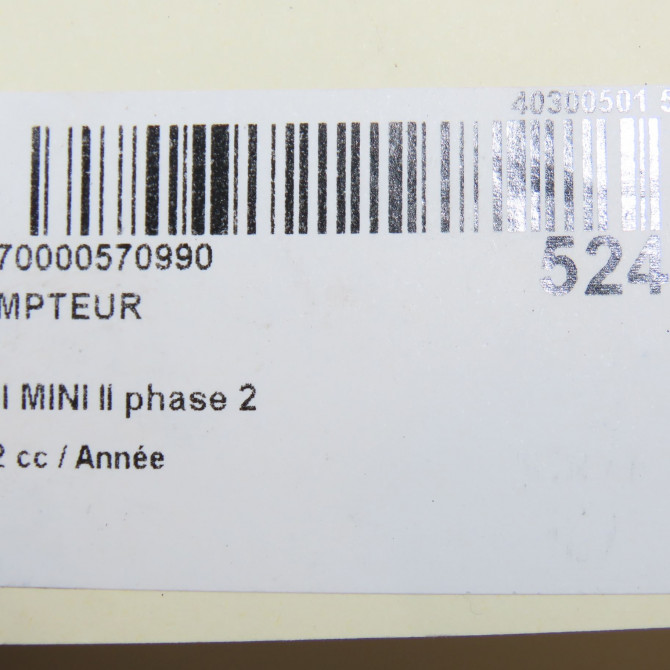 40300501 5
70000570990
524
MPTEUR
I MINI II phase 2
2 cc / Année